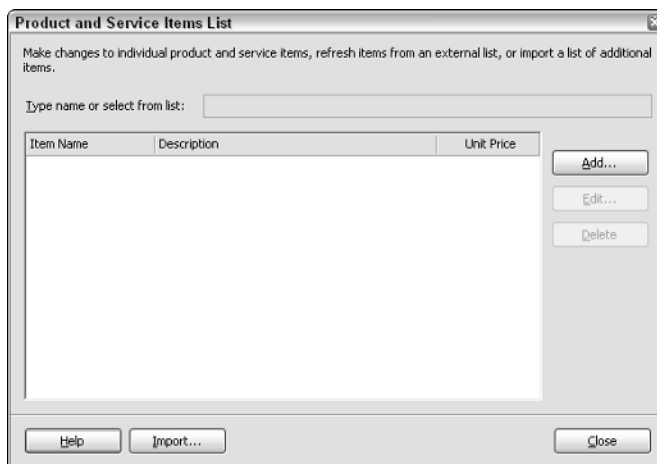 Product and Service Items List
Make changes to individual product and service items, refresh items from an external list, or import a list of additional
items.
Type name or select from list:
Item Name Description Unit Price
Add...
Edit...
Delete
Help Import... Close